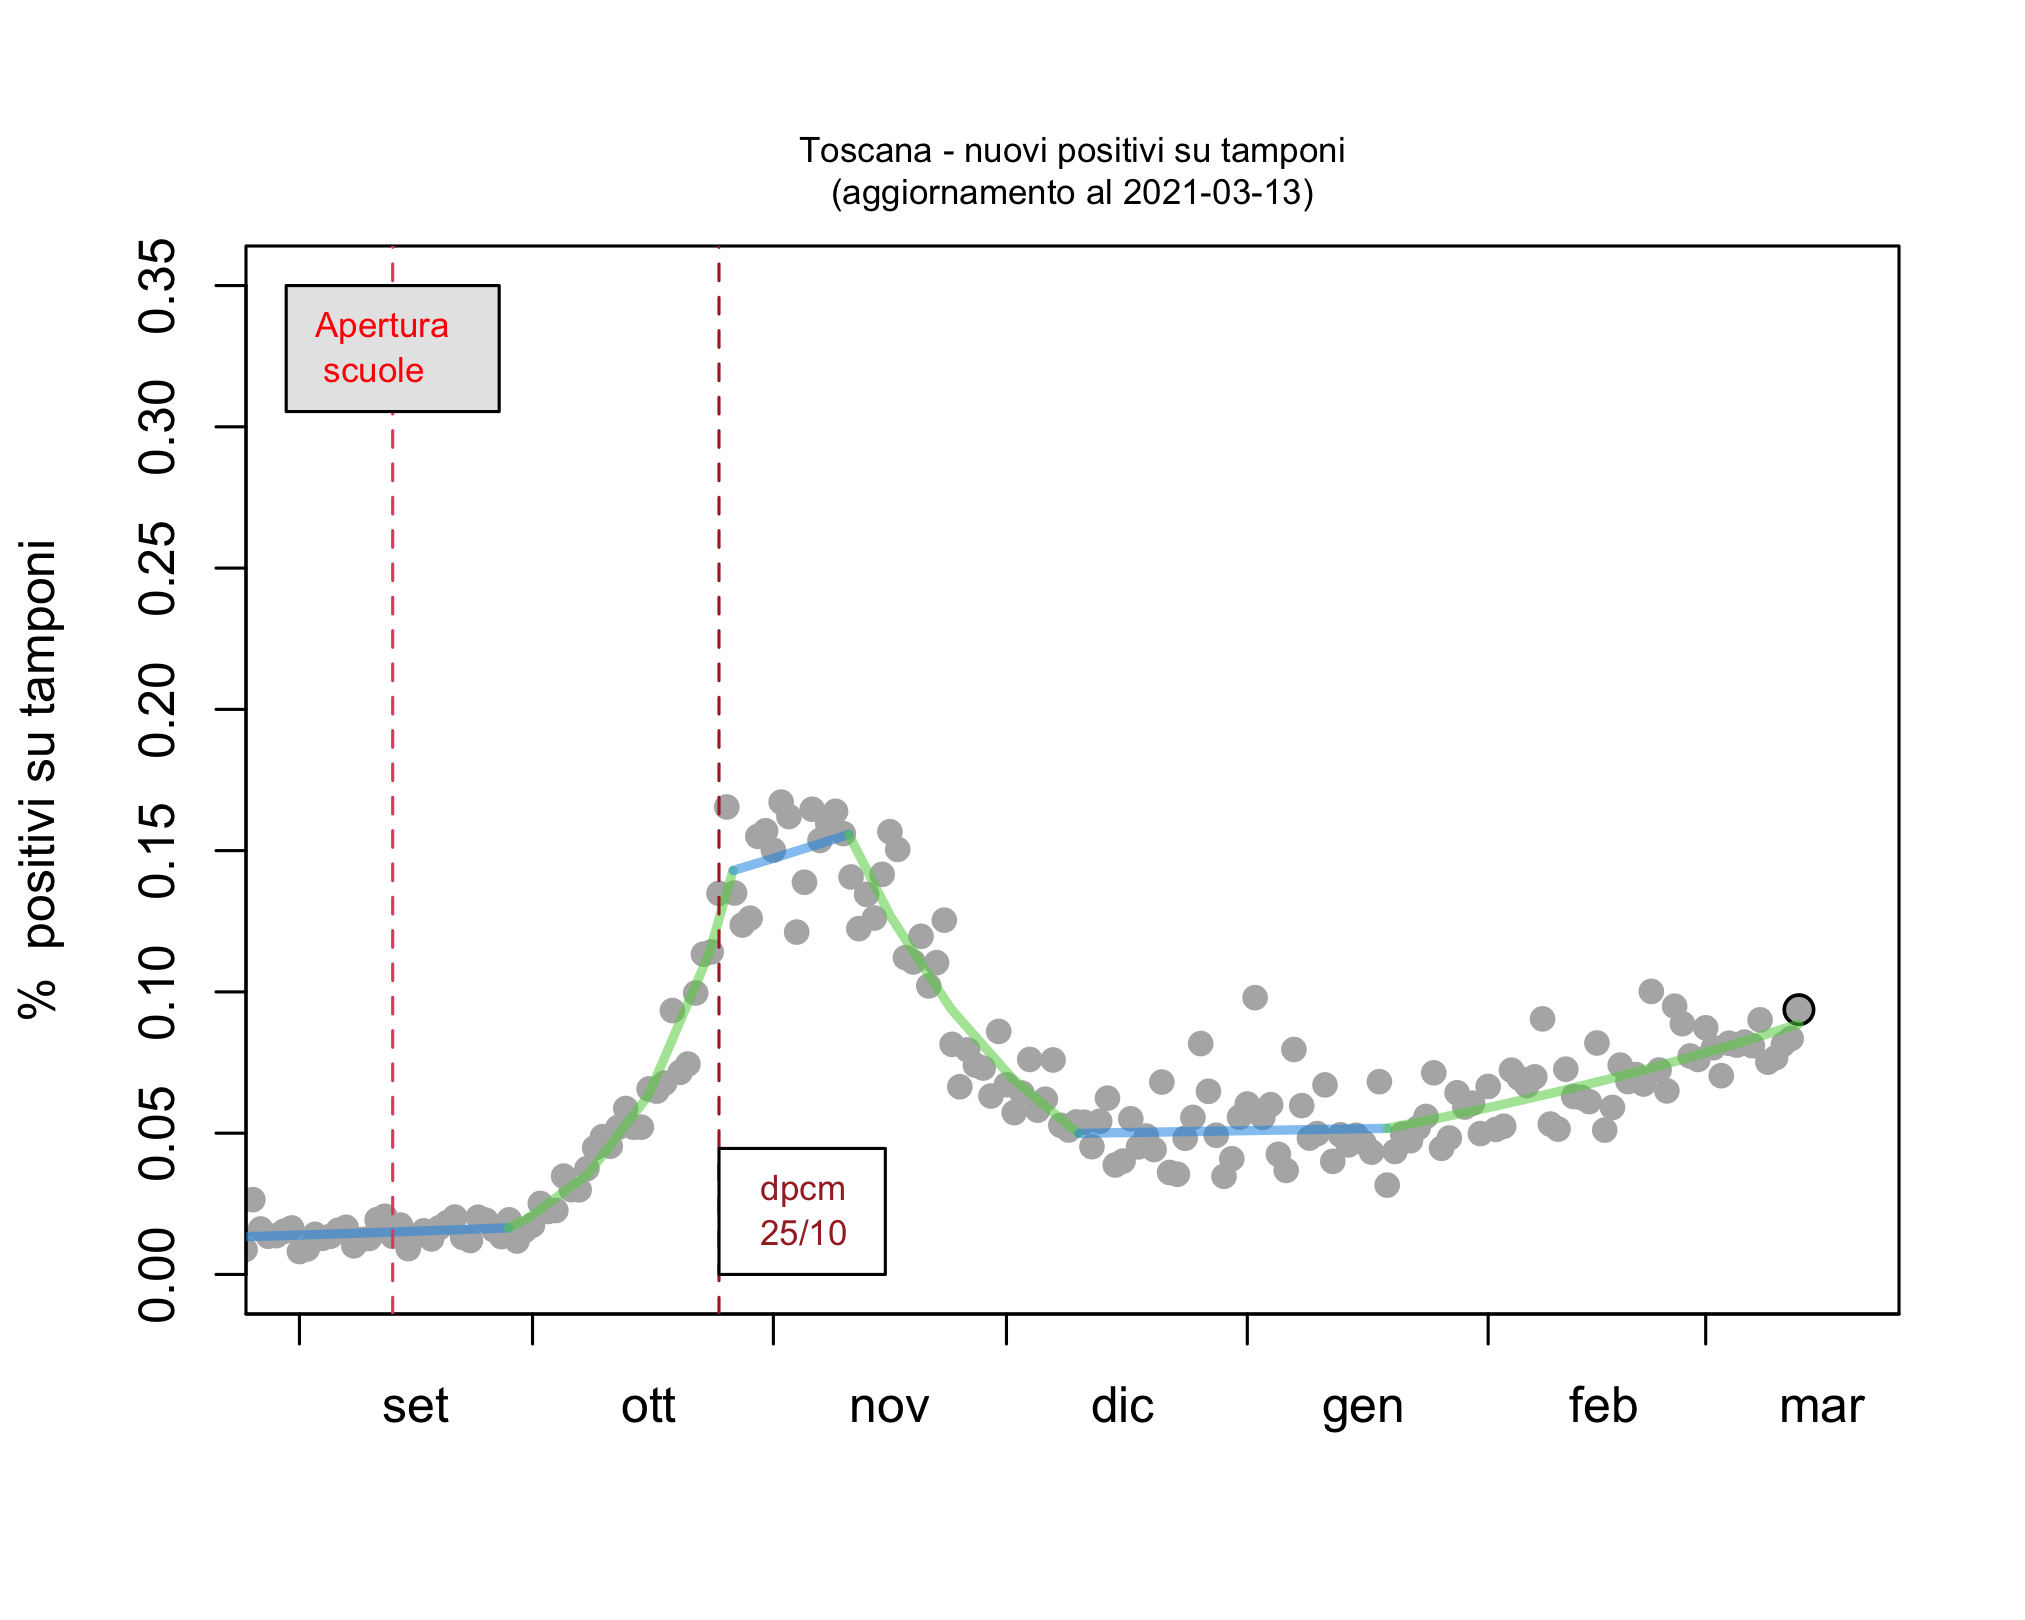 Toscana - nuovi positivi su tamponi
(aggiornamento al 2021-03-13)
% positivi su tamponi
0.35
0.30
0.25
0.20
0.15
0.10
0.05
0.00
Apertura
scuole
dpcm
25/10
set ott nov dic gen feb mar